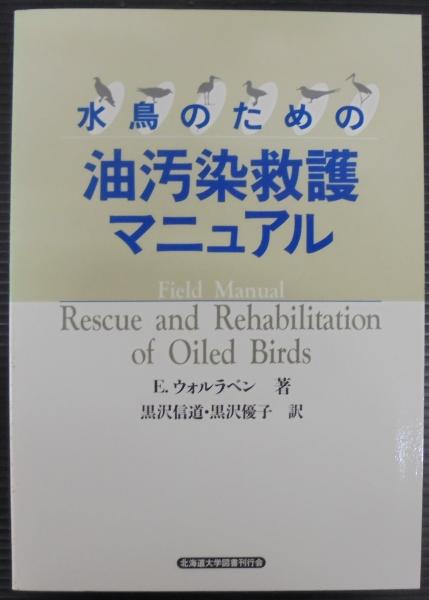 水鳥のための
油汚染救護
マニュアル
Field Manual
Rescue and Rehabilitation
of Oiled Birds
E. ウォルラベン 著
黒沢信道・黒沢優子 訳
北海道大学図書刊行会